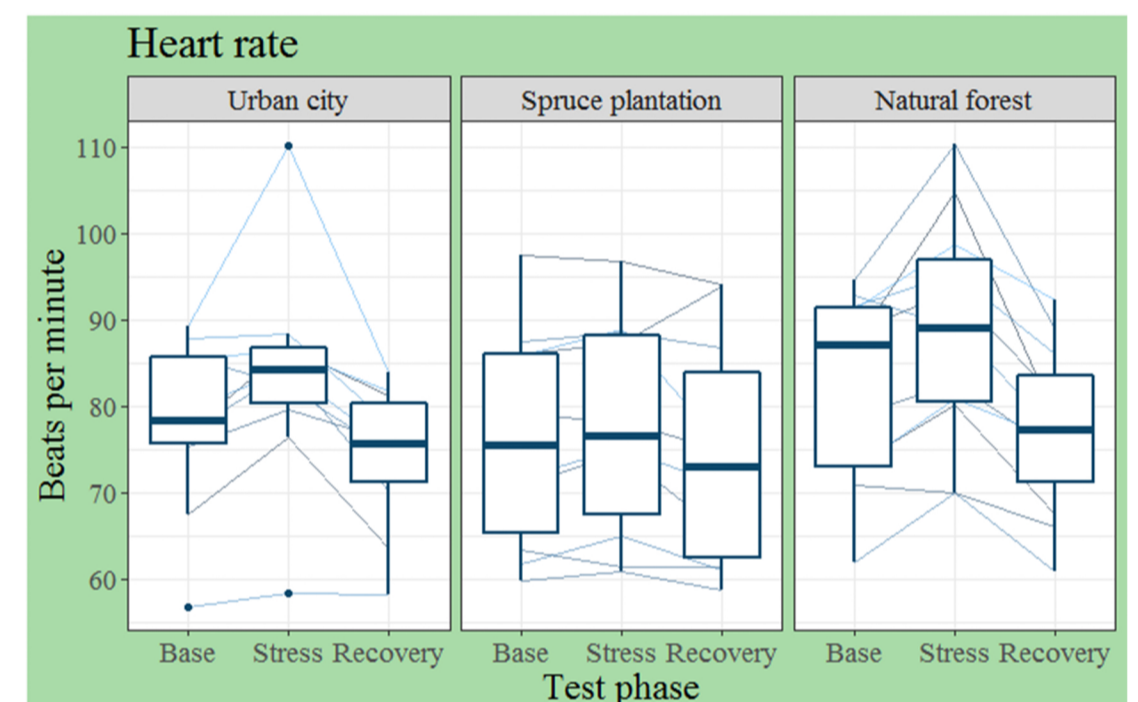 Heart rate
Urban city Spruce plantation Natural forest
110
100
90
80
70
60
Beats per minute
Base Stress Recovery Base Stress Recovery Base Stress Recovery
Test phase